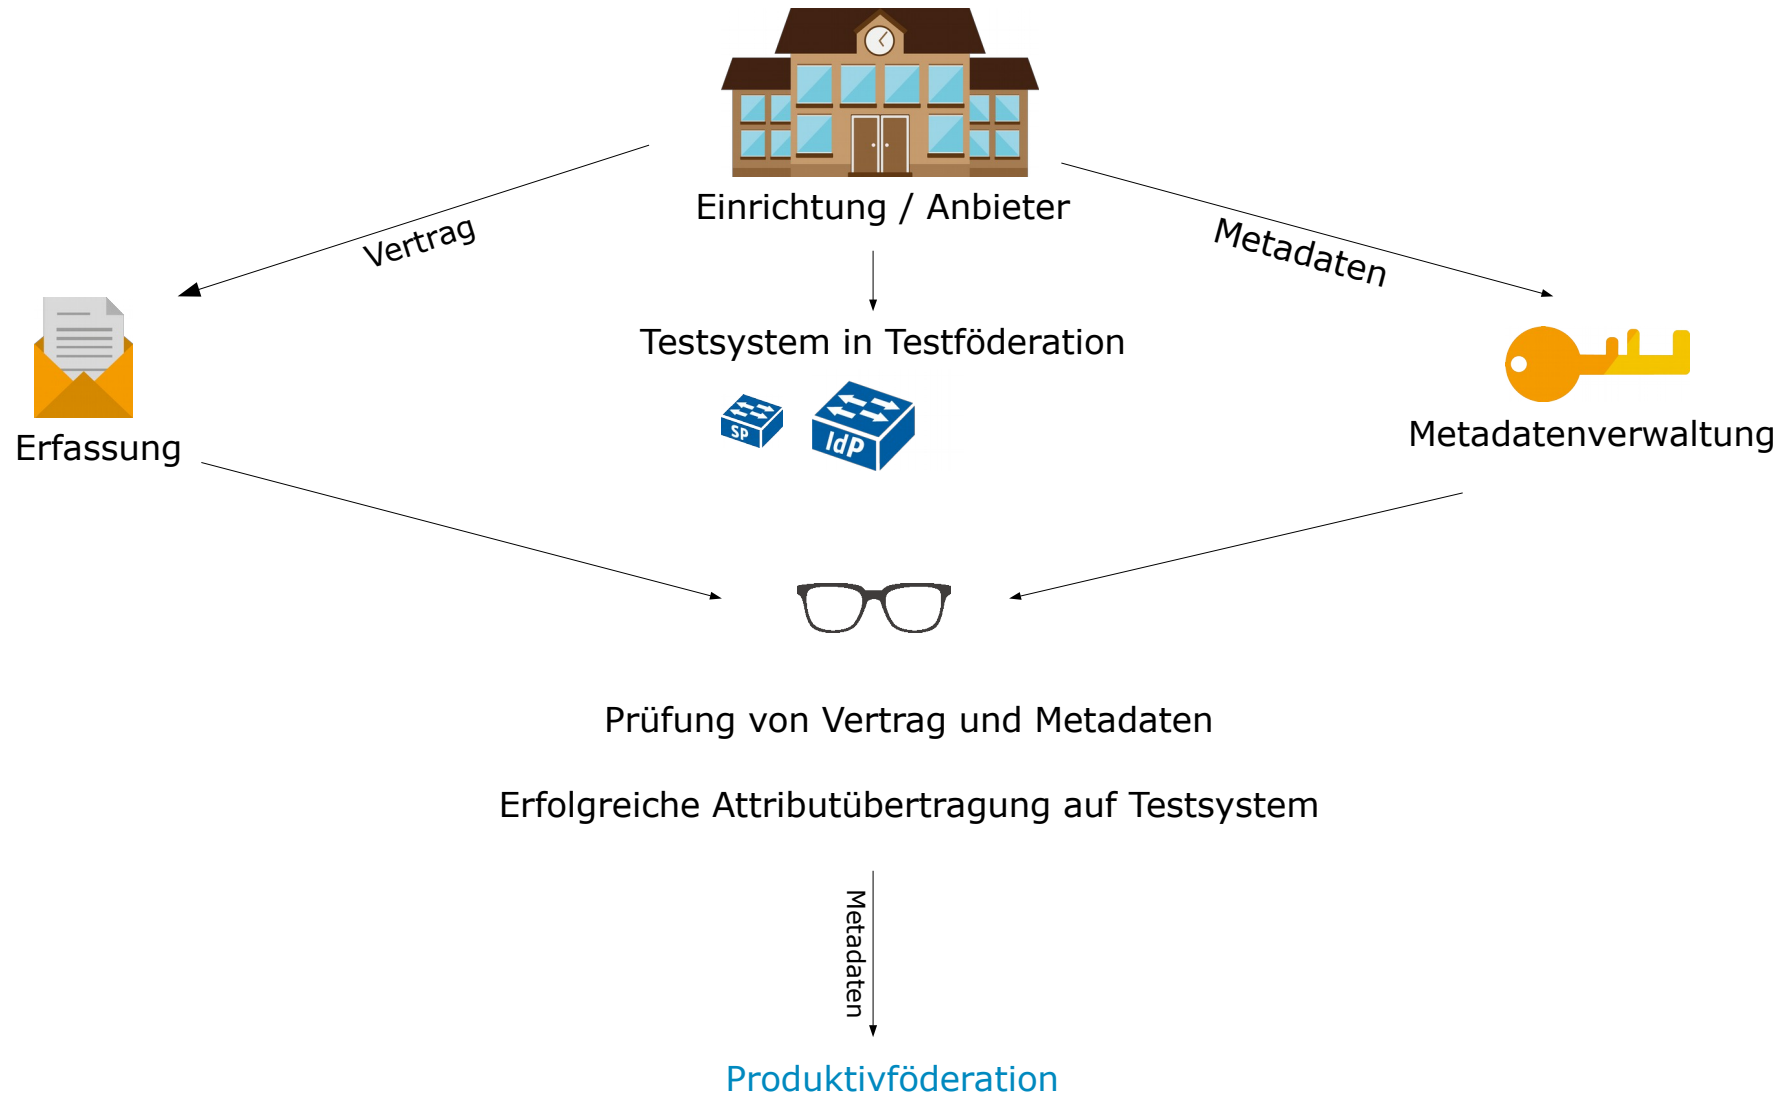 Einrichtung / Anbieter
Vertrag
Metadaten
Testsystem in Testföderation
SP
IdP
Erfassung
Metadatenverwaltung
Prüfung von Vertrag und Metadaten
Erfolgreiche Attributübertragung auf Testsystem
Metadaten
Produktivföderation